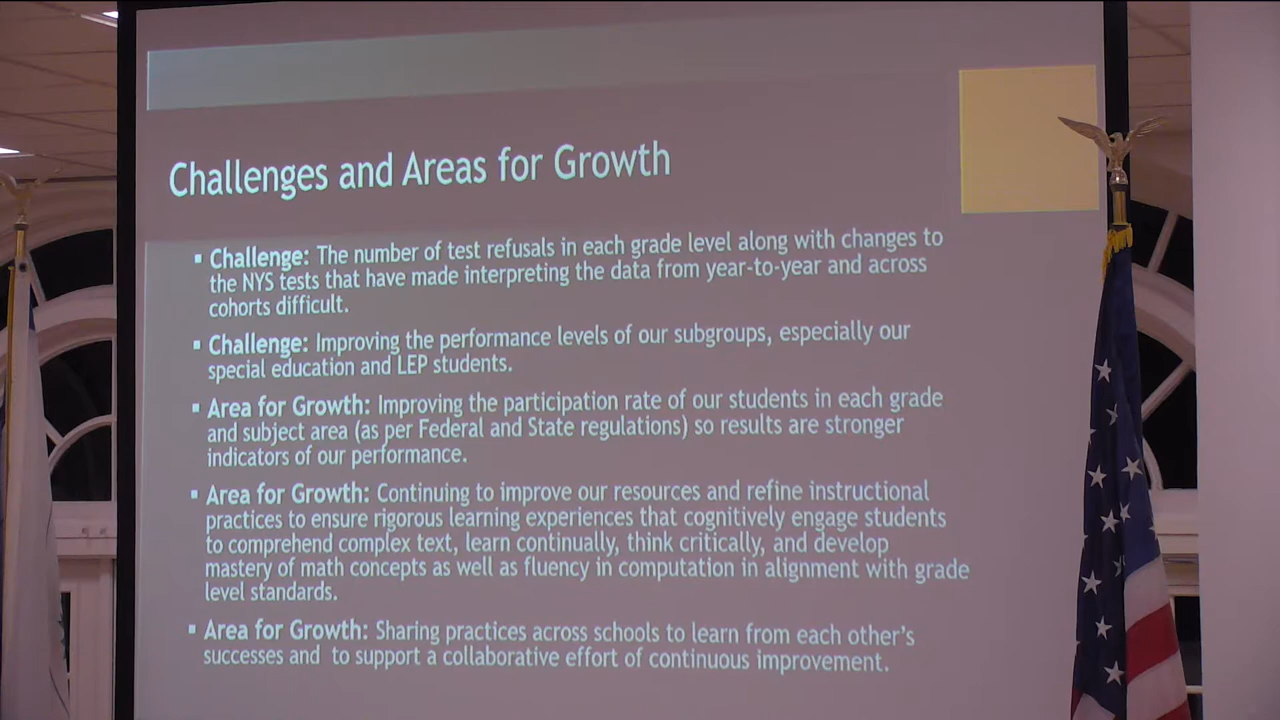 Challenges and Areas for Growth
▪ Challenge: The number of test refusals in each grade level along with changes to
the NYS tests that have made interpreting the data from year-to-year and across
cohorts difficult.
▪ Challenge: Improving the performance levels of our subgroups, especially our
special education and LEP students.
▪ Area for Growth: Improving the participation rate of our students in each grade
and subject area (as per Federal and State regulations) so results are stronger
indicators of our performance.
▪ Area for Growth: Continuing to improve our resources and refine instructional
practices to ensure rigorous learning experiences that cognitively engage students
to comprehend complex text, learn continually, think critically, and develop
mastery of math concepts as well as fluency in computation in alignment with grade
level standards.
▪ Area for Growth: Sharing practices across schools to learn from each other's
successes and to support a collaborative effort of continuous improvement.